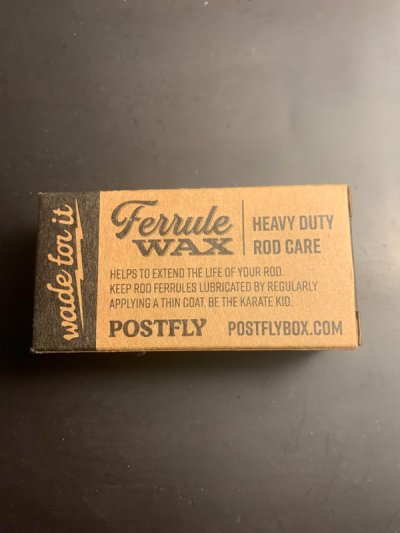 wade for it
Ferrule
WAX
HEAVY DUTY
ROD CARE
HELPS TO EXTEND THE LIFE OF YOUR ROD.
KEEP ROD FERRULES LUBRICATED BY REGULARLY
APPLYING A THIN COAT. BE THE KARATE KID.
POSTFLY
POSTFLYBOX.COM